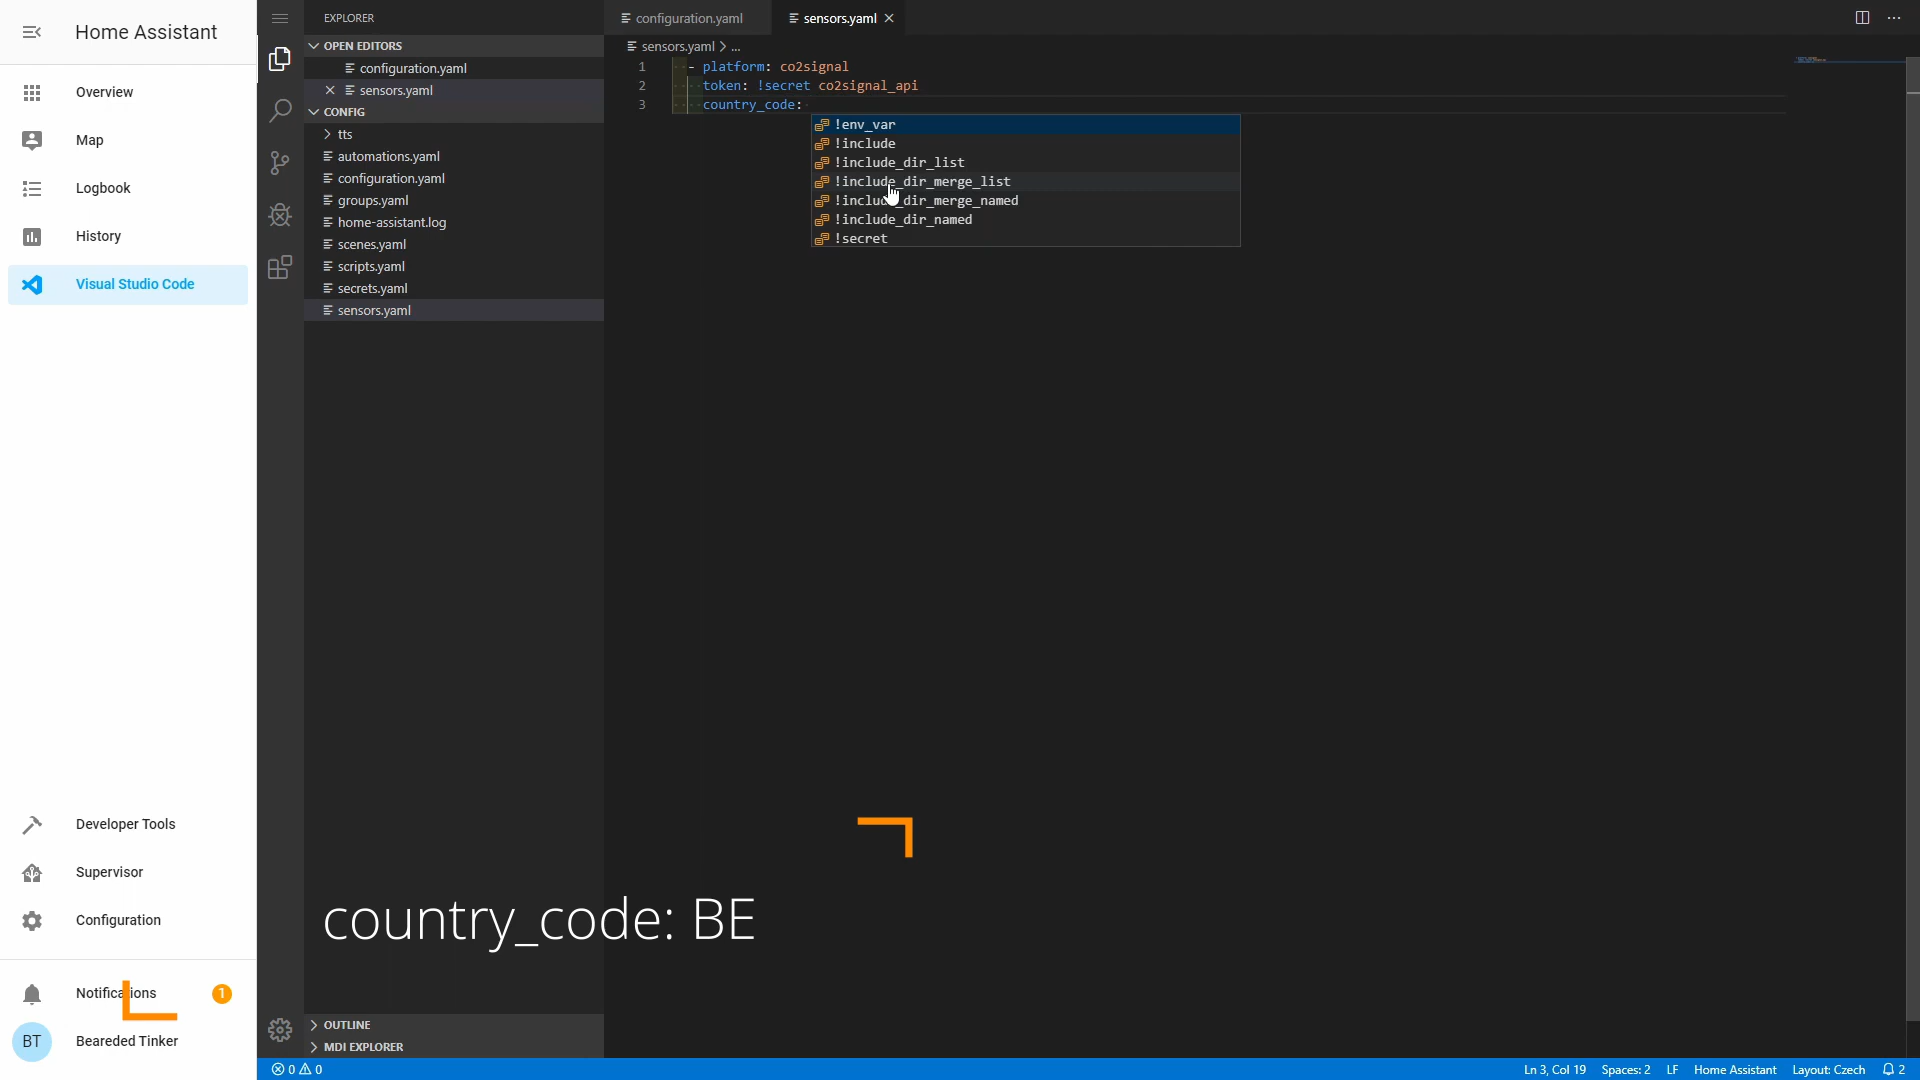 Home Assistant
Overview
Map
Logbook
History
Visual Studio Code
Developer Tools
Supervisor
Configuration
Notifications
1
BT
Beareded Tinker
EXPLORER
OPEN EDITORS
configuration.yaml
sensors.yaml
CONFIG
tts
automations.yaml
configuration.yaml
groups.yaml
home-assistant.log
scenes.yaml
scripts.yaml
secrets.yaml
sensors.yaml
OUTLINE
MDI EXPLORER
configuration.yaml
sensors.yaml
sensors.yaml > ...
1 - platform: co2signal
2 token: !secret co2signal_api
3 country_code:
!env_var
!include
!include_dir_list
!include_dir_merge_list
!include_dir_merge_named
!include_dir_named
!secret
country_code: BE
0 0
Ln 3, Col 19
Spaces: 2
LF
Home Assistant
Layout: Czech
2